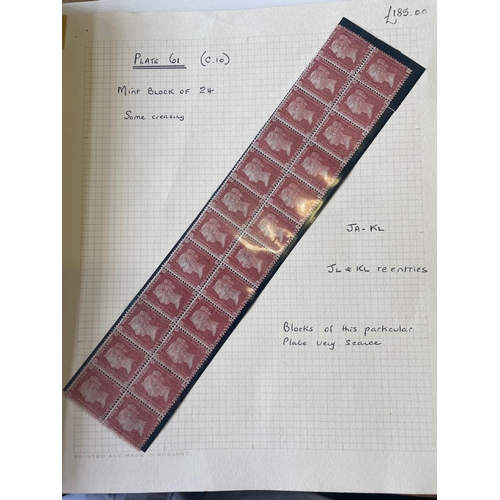 £185.00
PLATE 61 (C.10)
MINT BLOCK OF 24
Some creasing
JA - KL
JL & KL re entries
Blocks of this particular
Plate very scarce
PRINTED AND MADE IN ENGLAND